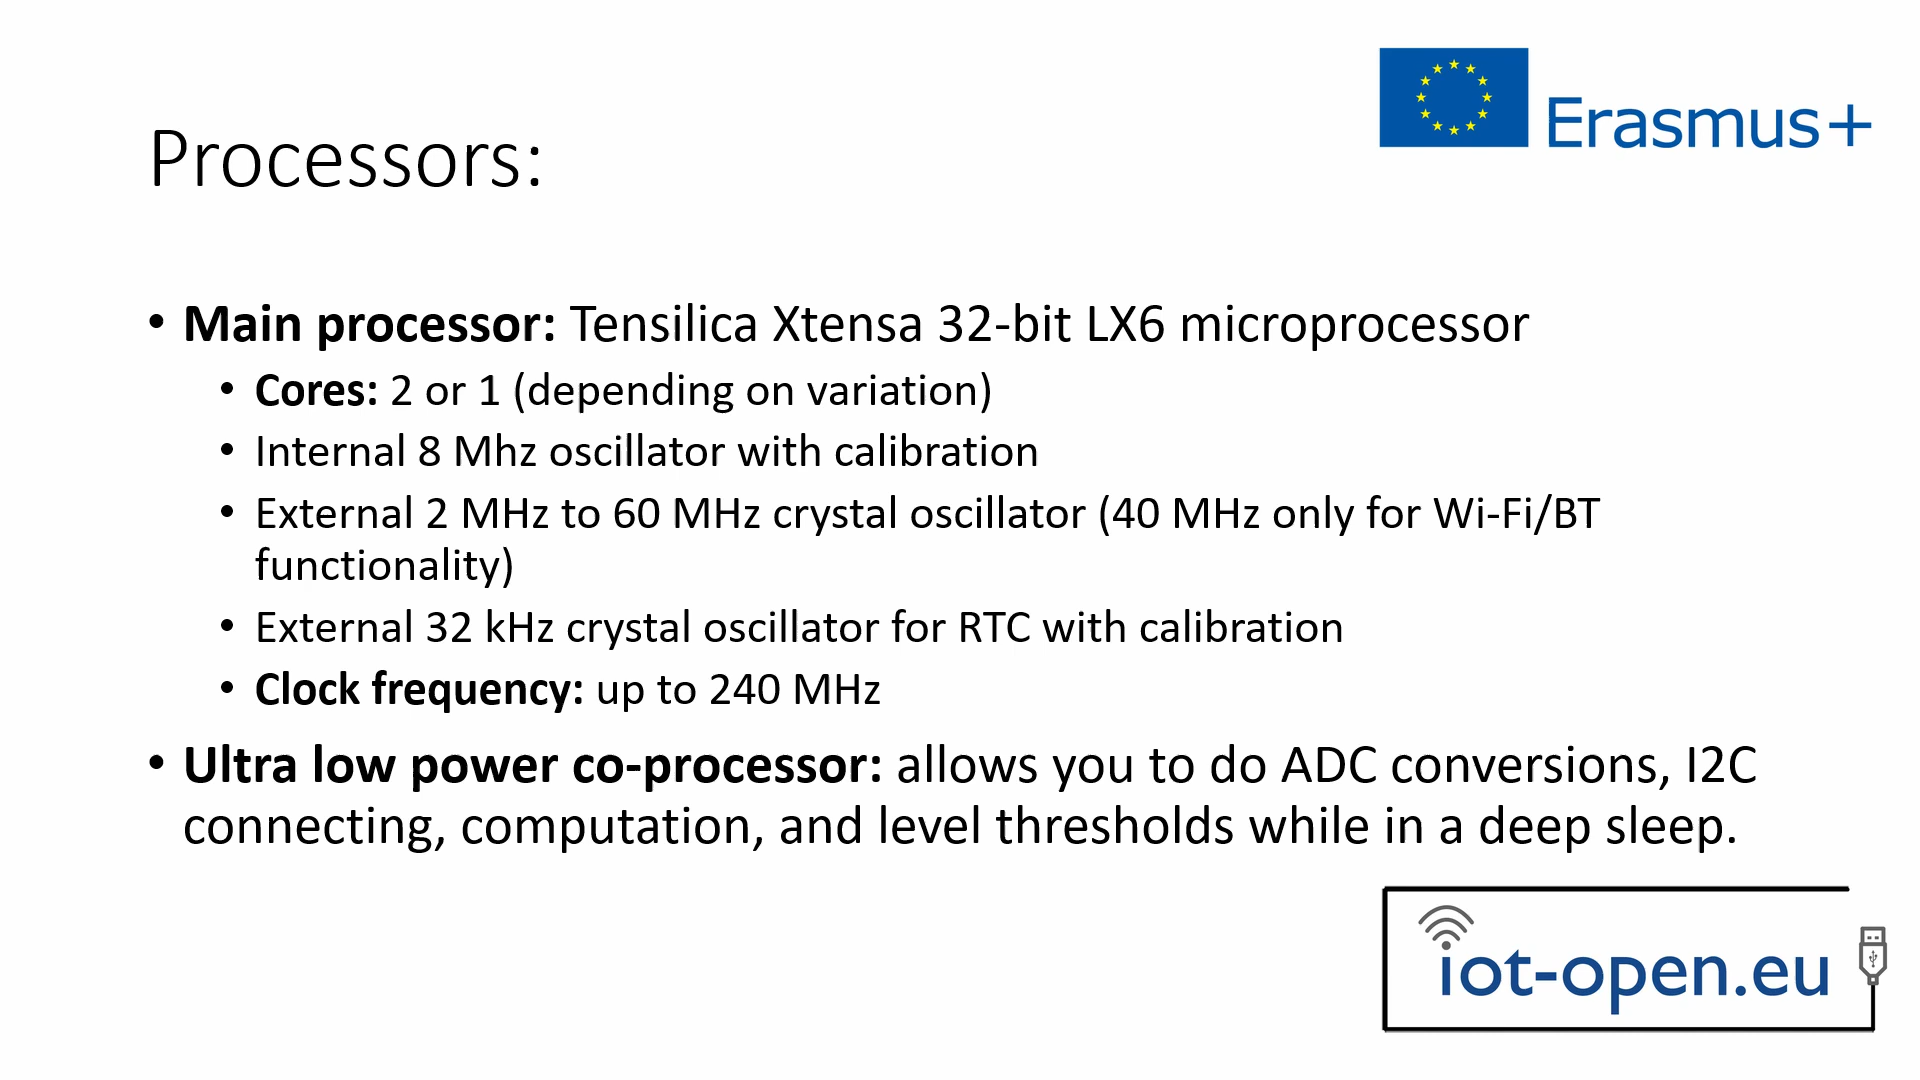 Erasmus+
Processors:
• Main processor: Tensilica Xtensa 32-bit LX6 microprocessor
• Cores: 2 or 1 (depending on variation)
• Internal 8 Mhz oscillator with calibration
• External 2 MHz to 60 MHz crystal oscillator (40 MHz only for Wi-Fi/BT
functionality)
• External 32 kHz crystal oscillator for RTC with calibration
• Clock frequency: up to 240 MHz
• Ultra low power co-processor: allows you to do ADC conversions, I2C
connecting, computation, and level thresholds while in a deep sleep.
iot-open.eu